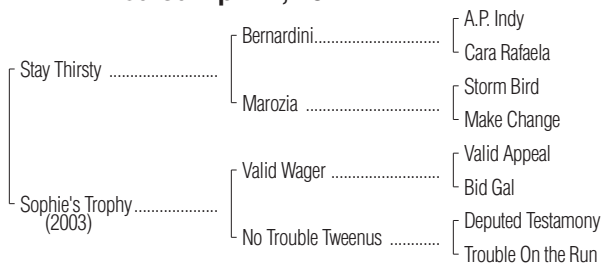 A.P. Indy
Bernardini
Cara Rafaela
Stay Thirsty
Storm Bird
Marozia
Make Change
Valid Appeal
Valid Wager
Bid Gal
Sophie's Trophy
(2003)
Deputed Testamony
No Trouble Tweenus
Trouble On the Run